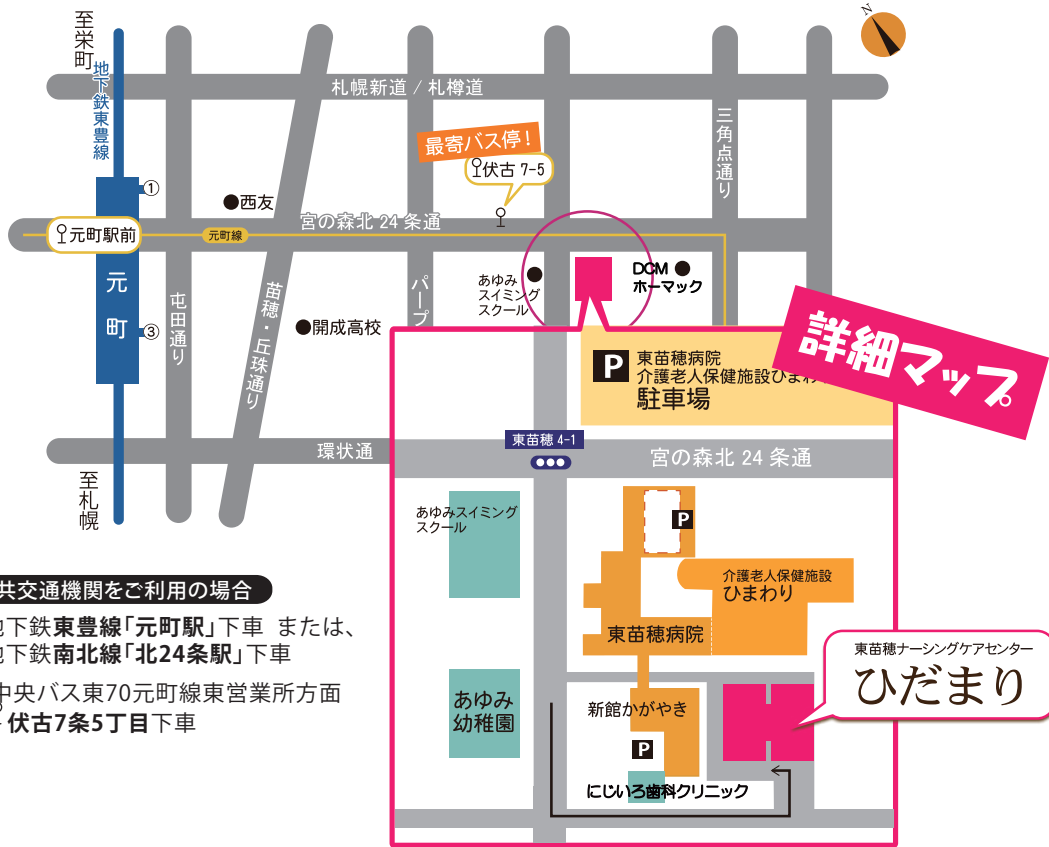 N
至栄町
地下鉄東豊線
札幌新道 / 札樽道
三角点通り
最寄バス停！
伏古 7-5
①
西友
宮の森北 24 条通
元町駅前
元町線
元町
③
屯田通り
苗穂・丘珠通り
開成高校
パープ
あゆみ
スイミング
スクール
DCM
ホーマック
詳細マップ
P
東苗穂病院
介護老人保健施設ひまわ
駐車場
環状通
至札幌
東苗穂 4-1
宮の森北 24 条通
あゆみスイミング
スクール
P
介護老人保健施設
ひまわり
東苗穂病院
東苗穂ナーシングケアセンター
ひだまり
あゆみ
幼稚園
新館かがやき
P
にじいろ歯科クリニック
共交通機関をご利用の場合
地下鉄東豊線「元町駅」下車 または、
地下鉄南北線「北24条駅」下車
中央バス東70元町線東営業所方面
伏古7条5丁目下車